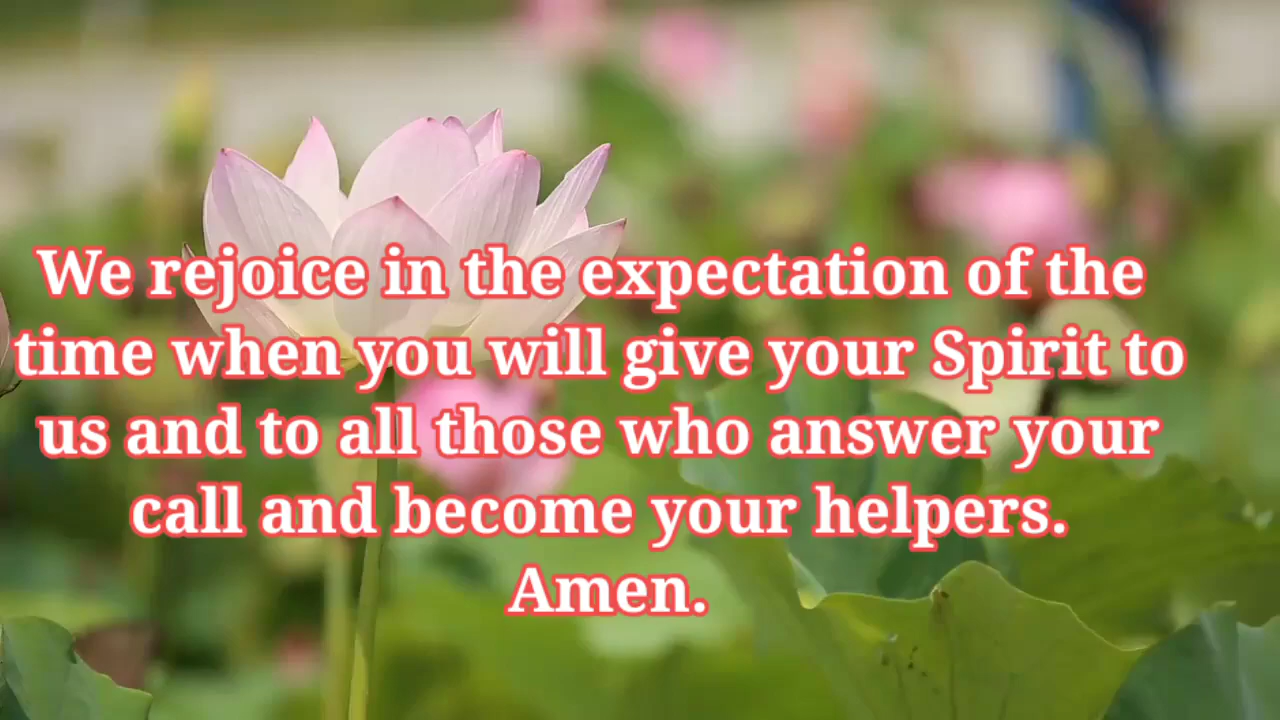 We rejoice in the expectation of the
time when you will give your Spirit to
us and to all those who answer your
call and become your helpers.
Amen.